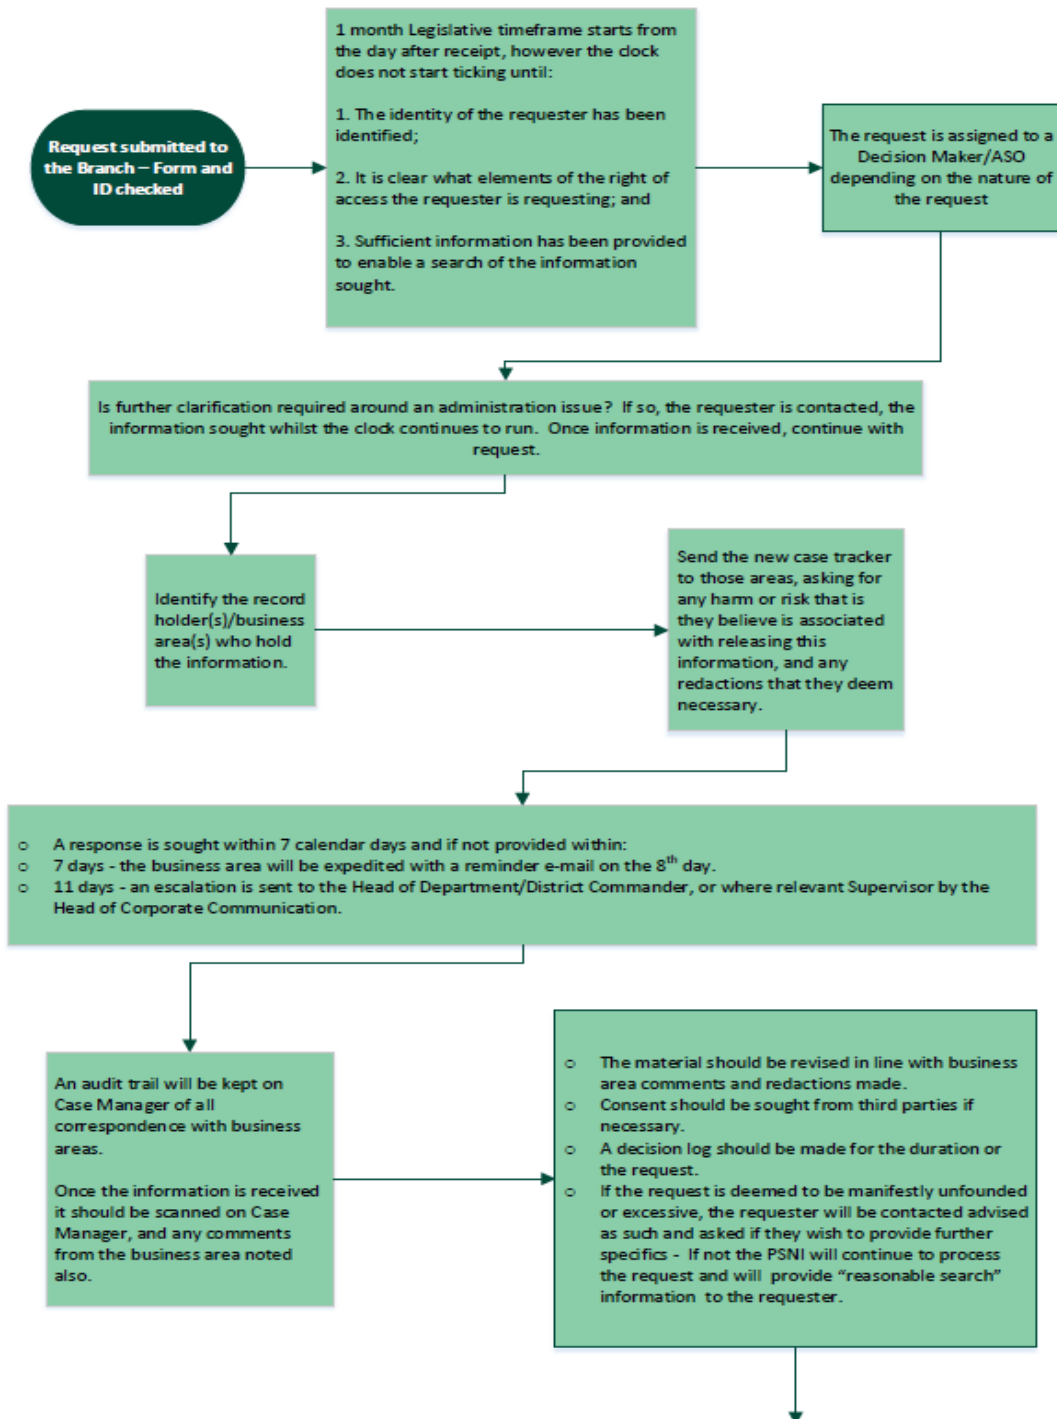 Request submitted to
the Branch – Form and
ID checked
1 month Legislative timeframe starts from
the day after receipt, however the clock
does not start ticking until:
1. The identity of the requester has been
identified;
2. It is clear what elements of the right of
access the requester is requesting; and
3. Sufficient information has been provided
to enable a search of the information
sought.
The request is assigned to a
Decision Maker/ASO
depending on the nature of
the request
Is further clarification required around an administration issue? If so, the requester is contacted, the
information sought whilst the clock continues to run. Once information is received, continue with
request.
Identify the record
holder(s)/business
area(s) who hold
the information.
Send the new case tracker
to those areas, asking for
any harm or risk that is
they believe is associated
with releasing this
information, and any
redactions that they deem
necessary.
o A response is sought within 7 calendar days and if not provided within:
o 7 days - the business area will be expedited with a reminder e-mail on the 8th day.
o 11 days - an escalation is sent to the Head of Department/District Commander, or where relevant Supervisor by the
Head of Corporate Communication.
An audit trail will be kept on
Case Manager of all
correspondence with business
areas.
Once the information is received
it should be scanned on Case
Manager, and any comments
from the business area noted
also.
o The material should be revised in line with business
area comments and redactions made.
o Consent should be sought from third parties if
necessary.
o A decision log should be made for the duration or
the request.
o If the request is deemed to be manifestly unfounded
or excessive, the requester will be contacted advised
as such and asked if they wish to provide further
specifics - If not the PSNI will continue to process
the request and will provide “reasonable search”
information to the requester.